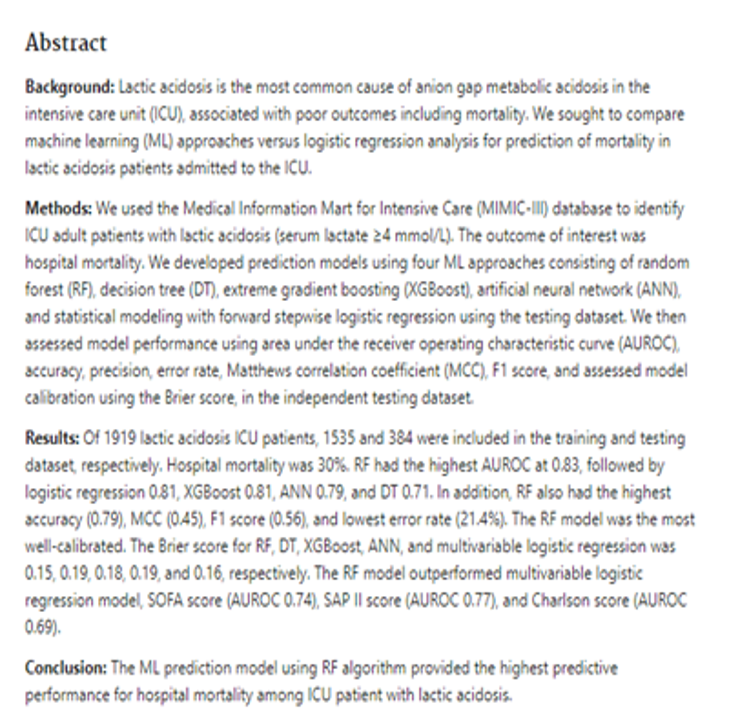 Abstract
Background: Lactic acidosis is the most common cause of anion gap metabolic acidosis in the
intensive care unit (ICU), associated with poor outcomes including mortality. We sought to compare
machine learning (ML) approaches versus logistic regression analysis for prediction of mortality in
lactic acidosis patients admitted to the ICU.
Methods: We used the Medical Information Mart for Intensive Care (MIMIC-III) database to identify
ICU adult patients with lactic acidosis (serum lactate ≥4 mmol/L). The outcome of interest was
hospital mortality. We developed prediction models using four ML approaches consisting of random
forest (RF), decision tree (DT), extreme gradient boosting (XGBoost), artificial neural network (ANN),
and statistical modeling with forward stepwise logistic regression using the testing dataset. We then
assessed model performance using area under the receiver operating characteristic curve (AUROC),
accuracy, precision, error rate, Matthews correlation coefficient (MCC), F1 score, and assessed model
calibration using the Brier score, in the independent testing dataset.
Results: Of 1919 lactic acidosis ICU patients, 1535 and 384 were included in the training and testing
dataset, respectively. Hospital mortality was 30%. RF had the highest AUROC at 0.83, followed by
logistic regression 0.81, XGBoost 0.81, ANN 0.79, and DT 0.71. In addition, RF also had the highest
accuracy (0.79), MCC (0.45), F1 score (0.56), and lowest error rate (21.4%). The RF model was the most
well-calibrated. The Brier score for RF, DT, XGBoost, ANN, and multivariable logistic regression was
0.15, 0.19, 0.18, 0.19, and 0.16, respectively. The RF model outperformed multivariable logistic
regression model, SOFA score (AUROC 0.74), SAP II score (AUROC 0.77), and Charlson score (AUROC
0.69).
Conclusion: The ML prediction model using RF algorithm provided the highest predictive
performance for hospital mortality among ICU patient with lactic acidosis.